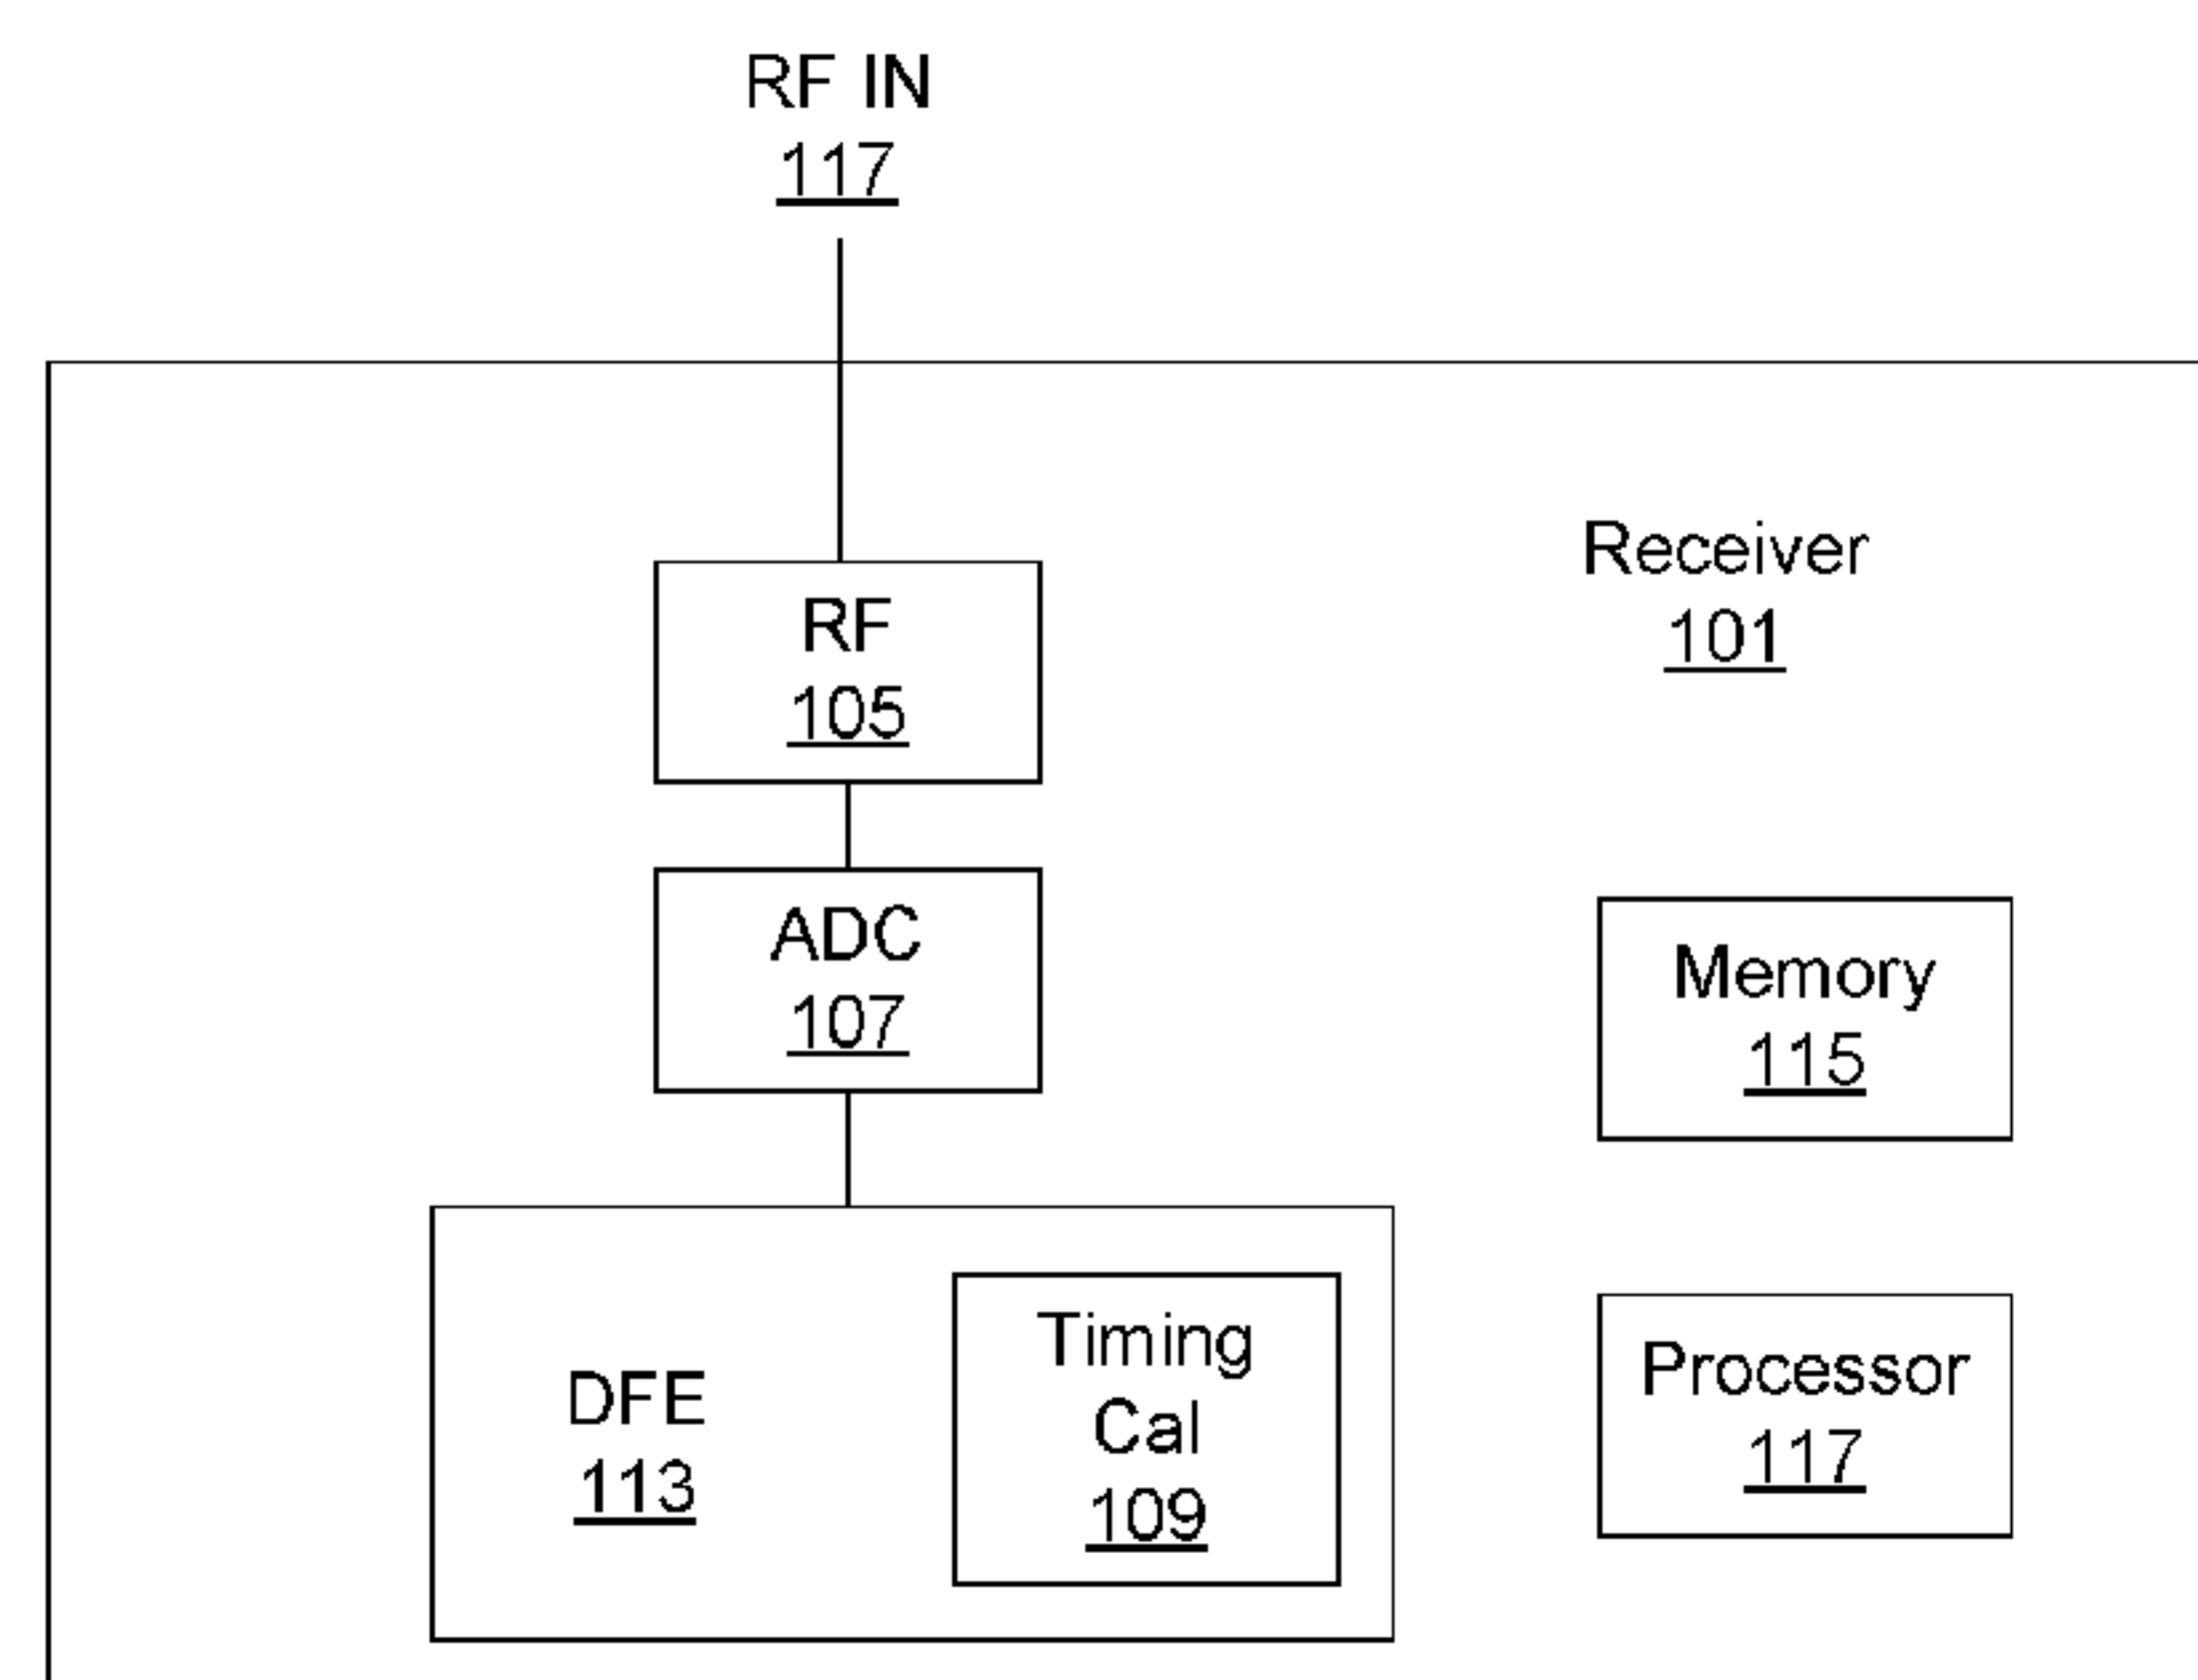 RF IN
117
Receiver
101
RF
105
ADC
107
Memory
115
DFE
113
Timing
Cal
109
Processor
117